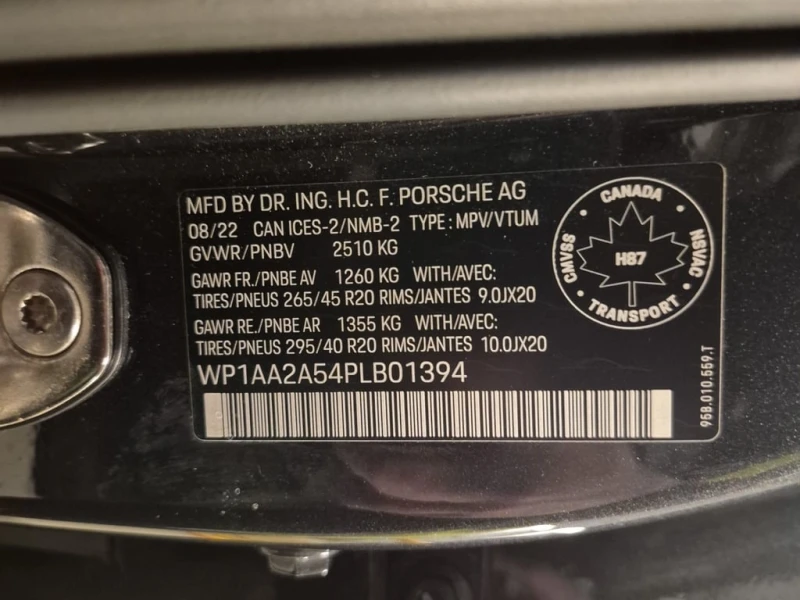 MFD BY DR. ING. H.C. F. PORSCHE AG
08/22 CAN ICES-2/NMB-2 TYPE: MPV/VTUM
GVWR/PNBV 2510 KG
GAWR FR./PNBE AV 1260 KG WITH/AVEC:
TIRES/PNEUS 265/45 R20 RIMS/JANTES 9.0JX20
GAWR RE./PNBE AR 1355 KG WITH/AVEC:
TIRES/PNEUS 295/40 R20 RIMS/JANTES 10.0JX20
WP1AA2A54PLB01394
CANADA
CMVSS
NSVAC
H87
TRANSPORT
95B.010.559.T